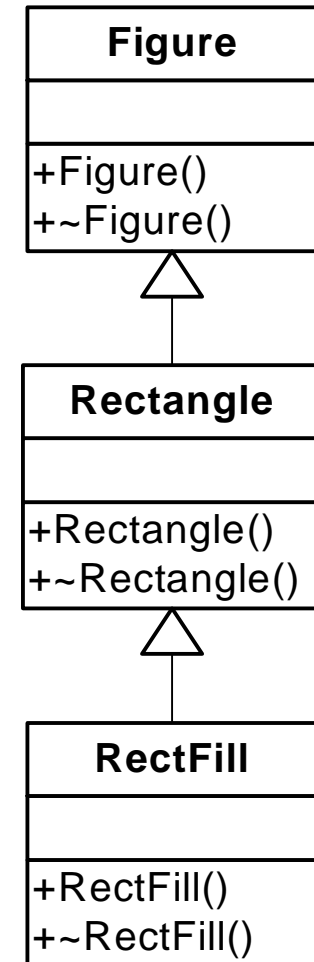 Figure
+Figure()
+~Figure()
Rectangle
+Rectangle()
+~Rectangle()
RectFill
+RectFill()
+~RectFill()